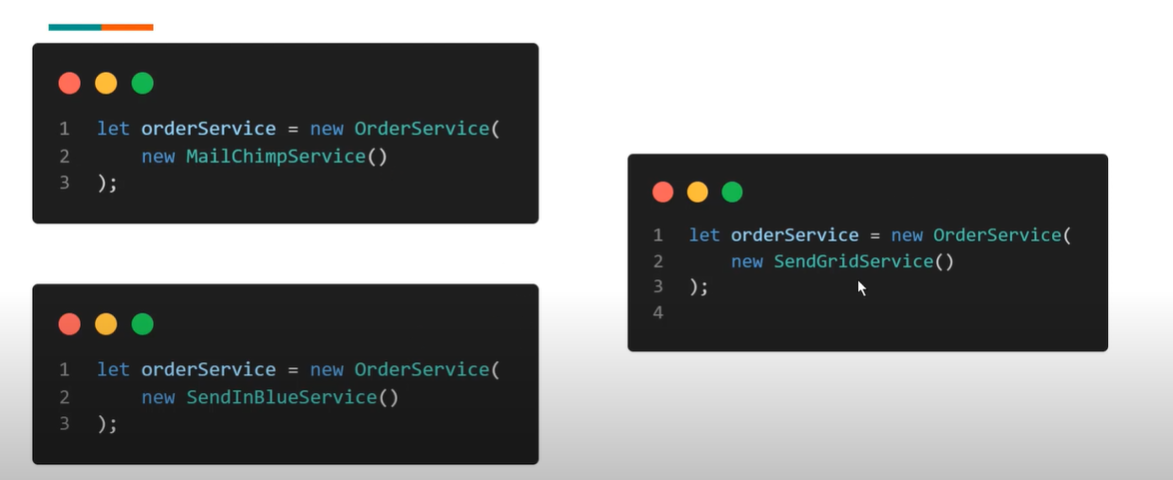 1 let orderService = new OrderService(
2     new MailChimpService()
3 );
1 let orderService = new OrderService(
2     new SendInBlueService()
3 );
1 let orderService = new OrderService(
2     new SendGridService()
3 );
4